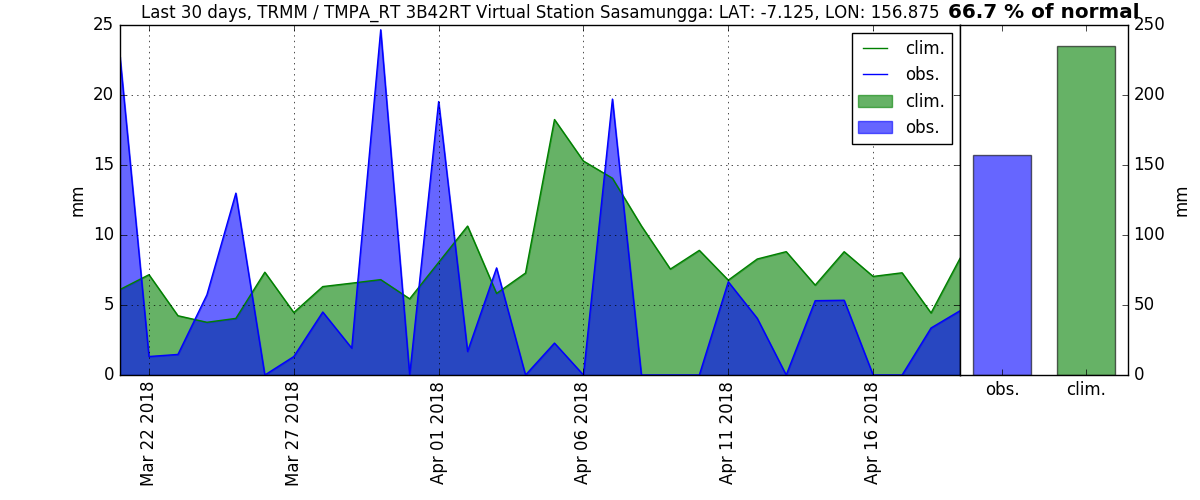 Last 30 days, TRMM / TMPA_RT 3B42RT Virtual Station Sasamungga: LAT: -7.125, LON: 156.875 66.7 % of normal
25
20
15
10
5
0
mm
clim.
obs.
clim.
obs.
250
200
150
100
50
0
mm
obs. clim.
Mar 22 2018
Mar 27 2018
Apr 01 2018
Apr 06 2018
Apr 11 2018
Apr 16 2018